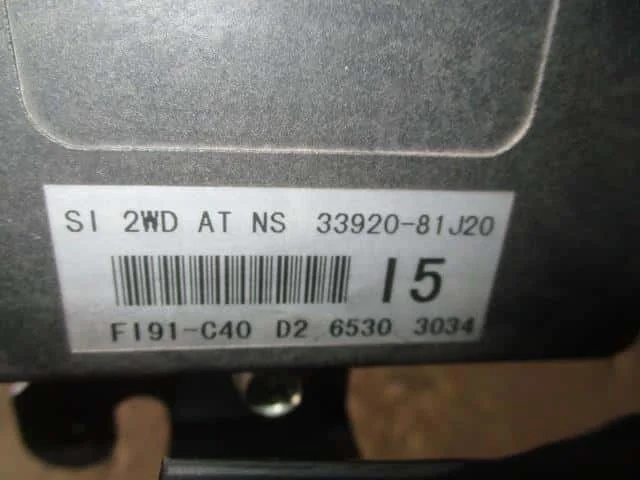 SI 2WD AT NS 33920-81J20
I5
FI91-C40 D2 6530 3034